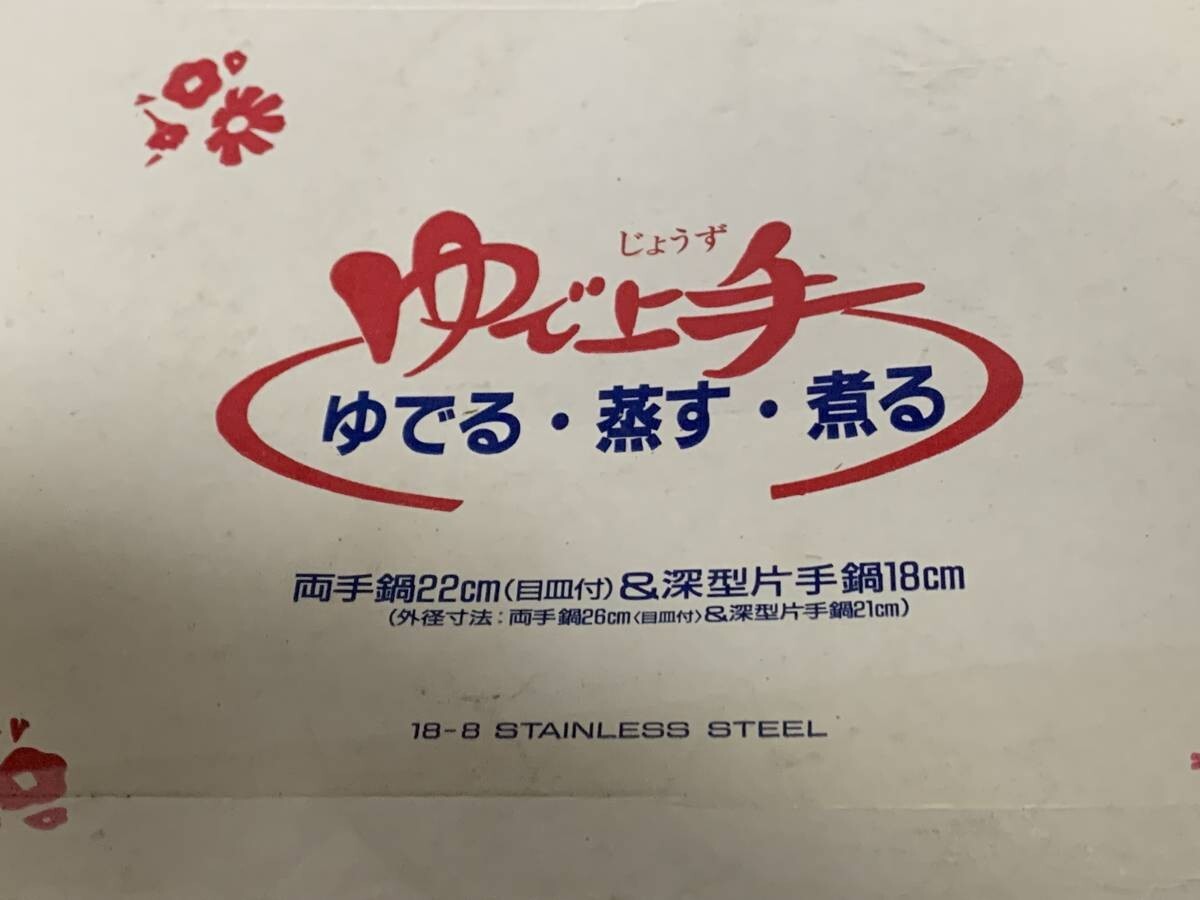 じょうず
ゆで上手
ゆでる・蒸す・煮る
両手鍋22cm(目皿付)&深型片手鍋18cm
(外径寸法:両手鍋26cm〈目皿付〉&深型片手鍋21cm)
18-8 STAINLESS STEEL